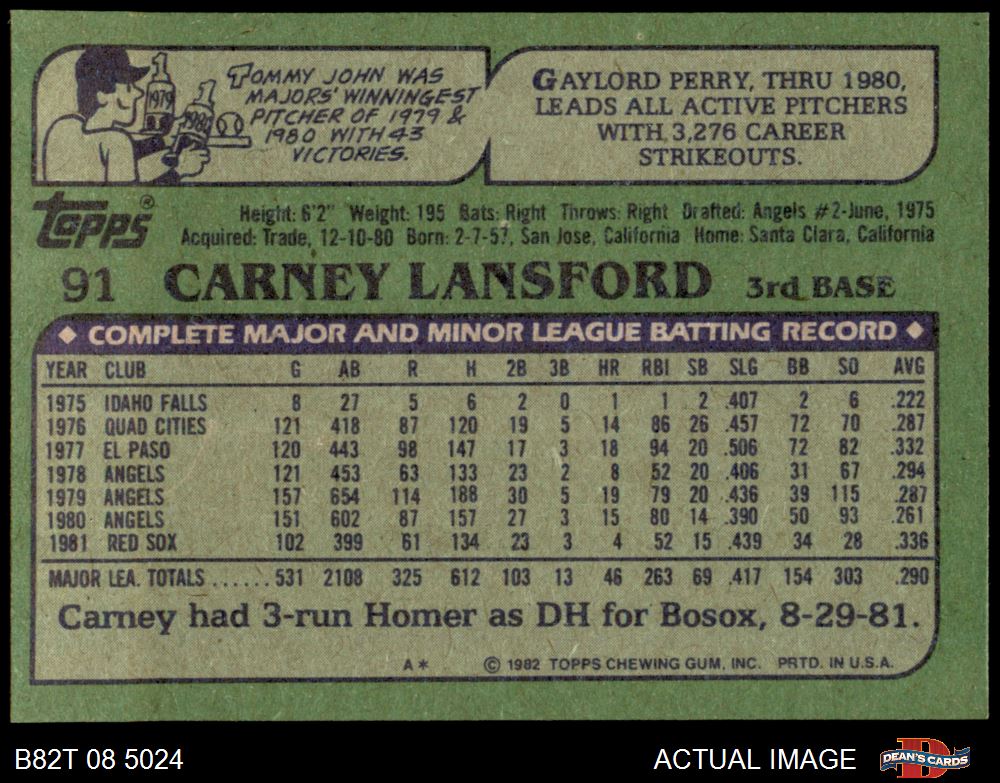 TOMMY JOHN WAS
MAJORS' WINNINGEST
PITCHER OF 1979 &
1980 WITH 43
VICTORIES.
1
1979
1
1980
GAYLORD PERRY, THRU 1980,
LEADS ALL ACTIVE PITCHERS
WITH 3,276 CAREER
STRIKEOUTS.
TOPPS®
Height: 6'2" Weight: 195 Bats: Right Throws: Right Drafted: Angels #2-June, 1975
Acquired: Trade, 12-10-80 Born: 2-7-57, San Jose, California Home: Santa Clara, California
91 CARNEY LANSFORD 3rd BASE
◆ COMPLETE MAJOR AND MINOR LEAGUE BATTING RECORD ◆
YEAR CLUB G AB R H 2B 3B HR RBI SB SLG BB SO AVG
1975 IDAHO FALLS 8 27 5 6 2 0 1 1 2 .407 2 6 .222
1976 QUAD CITIES 121 418 87 120 19 5 14 86 26 .457 72 70 .287
1977 EL PASO 120 443 98 147 17 3 18 94 20 .506 72 82 .332
1978 ANGELS 121 453 63 133 23 2 8 52 20 .406 31 67 .294
1979 ANGELS 157 654 114 188 30 5 19 79 20 .436 39 115 .287
1980 ANGELS 151 602 87 157 27 3 15 80 14 .390 50 93 .261
1981 RED SOX 102 399 61 134 23 3 4 52 15 .439 34 28 .336
MAJOR LEA. TOTALS ...... 531 2108 325 612 103 13 46 263 69 .417 154 303 .290
Carney had 3-run Homer as DH for Bosox, 8-29-81.
A* © 1982 TOPPS CHEWING GUM, INC. PRTD. IN U.S.A.
B82T 08 5024 ACTUAL IMAGE DEAN'S CARDS